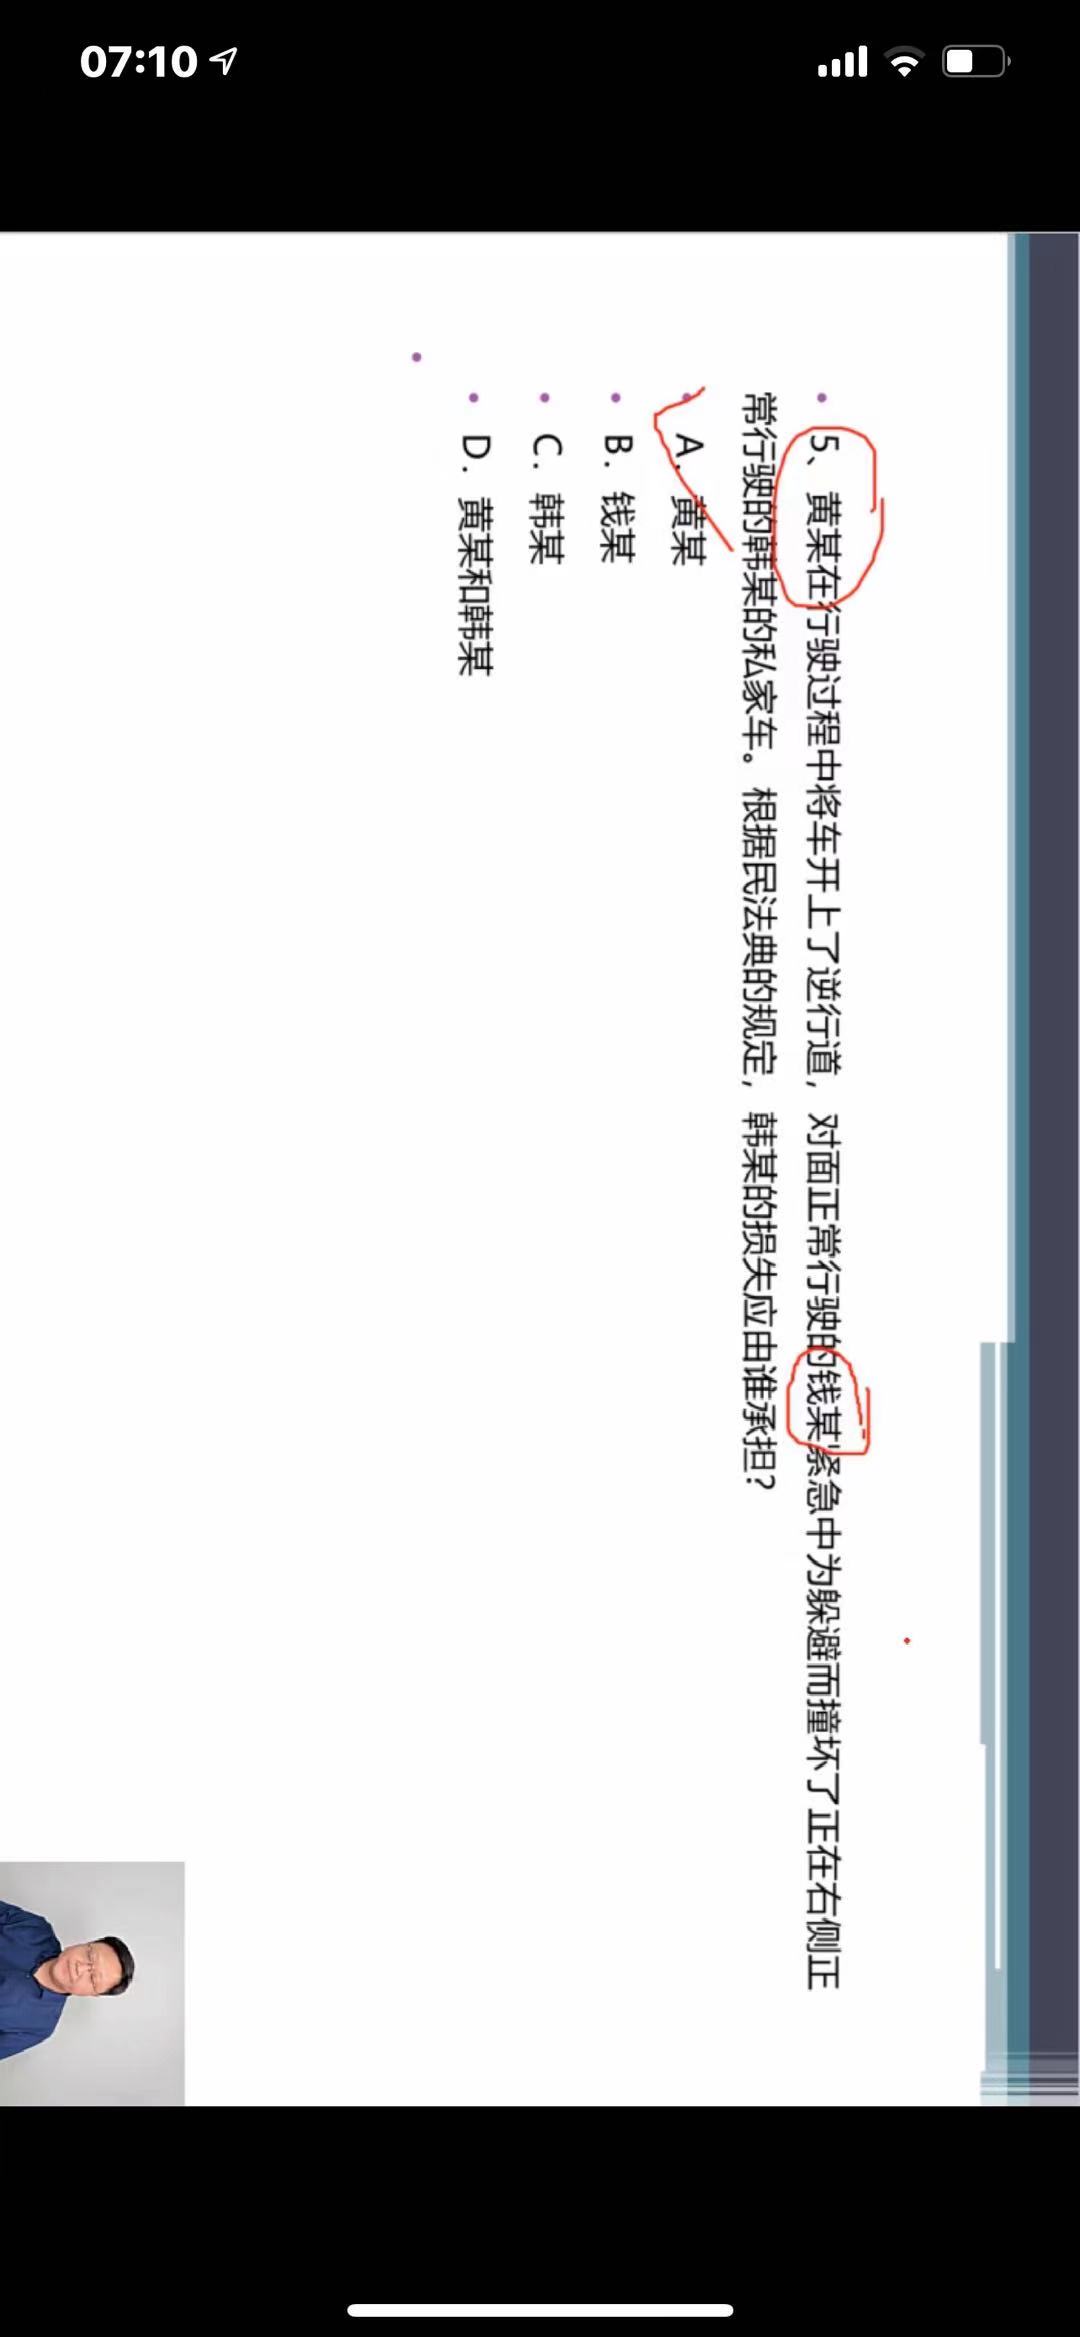 07:10
5、黄某在行驶过程中将车开上了逆行道，对面正常行驶的钱某紧急中为躲避而撞坏了正在右侧正
常行驶的韩某的私家车。根据民法典的规定，韩某的损失应由谁承担？
A. 黄某
B. 钱某
C. 韩某
D. 黄某和韩某